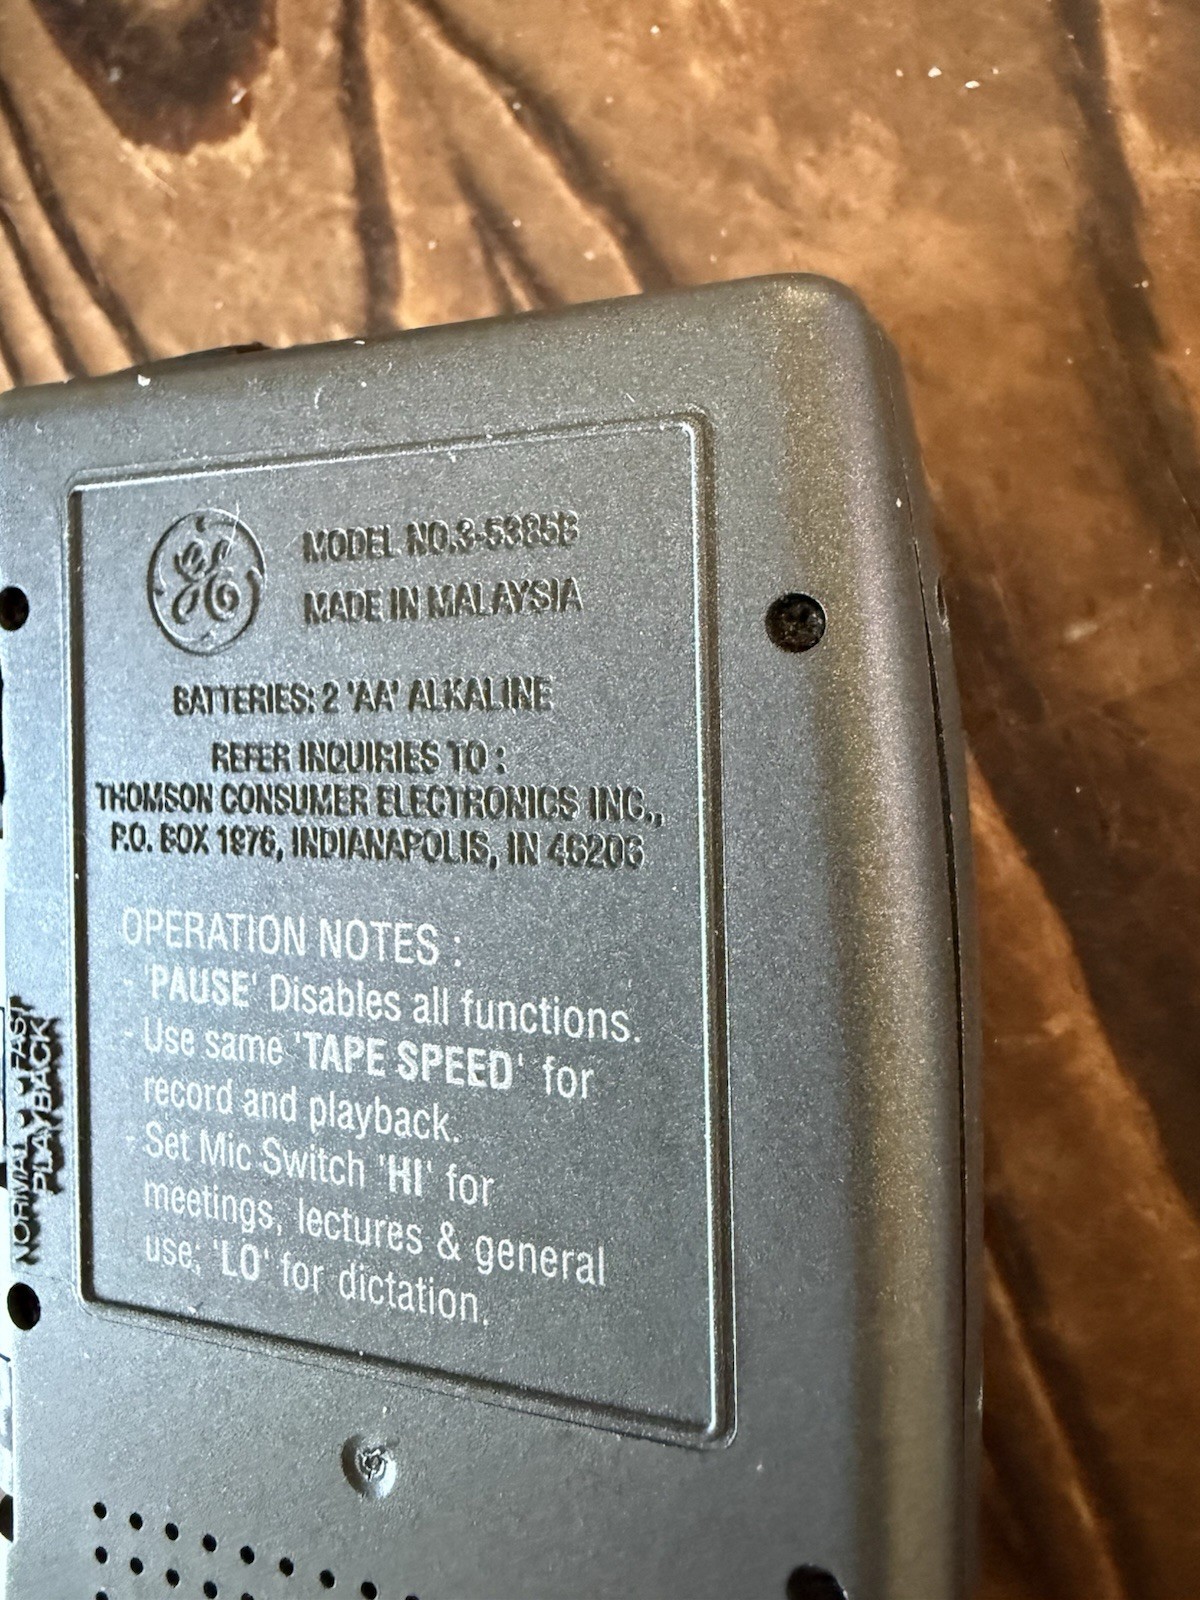 GE
MODEL NO.3-5385B
MADE IN MALAYSIA
BATTERIES: 2 'AA' ALKALINE
REFER INQUIRIES TO :
THOMSON CONSUMER ELECTRONICS INC.,
P.O. BOX 1976, INDIANAPOLIS, IN 46206
OPERATION NOTES :
- 'PAUSE' Disables all functions.
- Use same 'TAPE SPEED' for
record and playback.
- Set Mic Switch 'HI' for
meetings, lectures & general
use; 'LO' for dictation.
NORMAL • • FAST
PLAYBACK